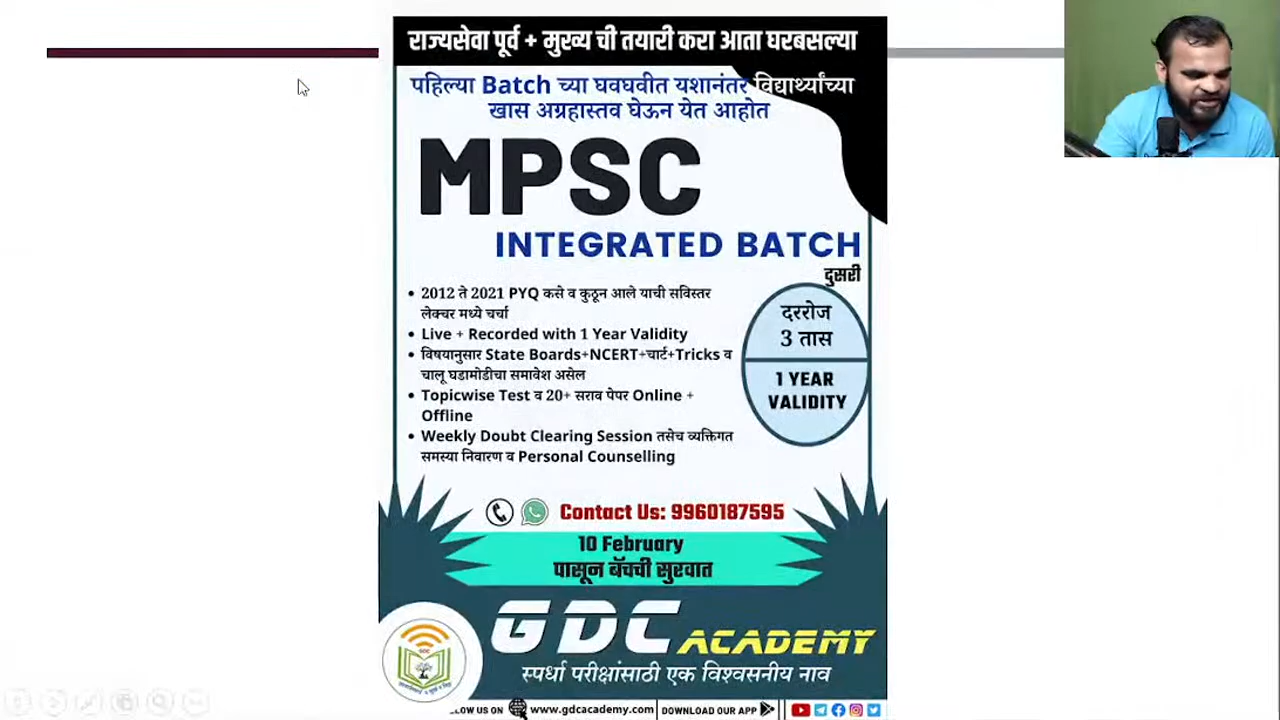 राज्यसेवा पूर्व + मुख्य ची तयारी करा आता घरबसल्या
पहिल्या Batch च्या घवघवीत यशानंतर विद्यार्थ्यांच्या
खास अग्रहास्तव घेऊन येत आहोत
MPSC
INTEGRATED BATCH
दुसरी
• 2012 ते 2021 PYQ कसे व कुठून आले याची सविस्तर
लेक्चर मध्ये चर्चा
• Live + Recorded with 1 Year Validity
• विषयानुसार State Boards+NCERT+चार्ट+Tricks व
चालू घडामोडीचा समावेश असेल
• Topicwise Test व 20+ सराव पेपर Online +
Offline
• Weekly Doubt Clearing Session तसेच व्यक्तिगत
समस्या निवारण व Personal Counselling
दररोज
3 तास
1 YEAR
VALIDITY
Contact Us: 9960187595
10 February
पासून बॅचची सुरवात
GDC ACADEMY
स्पर्धा परीक्षांसाठी एक विश्वसनीय नाव
GDC
LOW US ON www.gdcacademy.com DOWNLOAD OUR APP